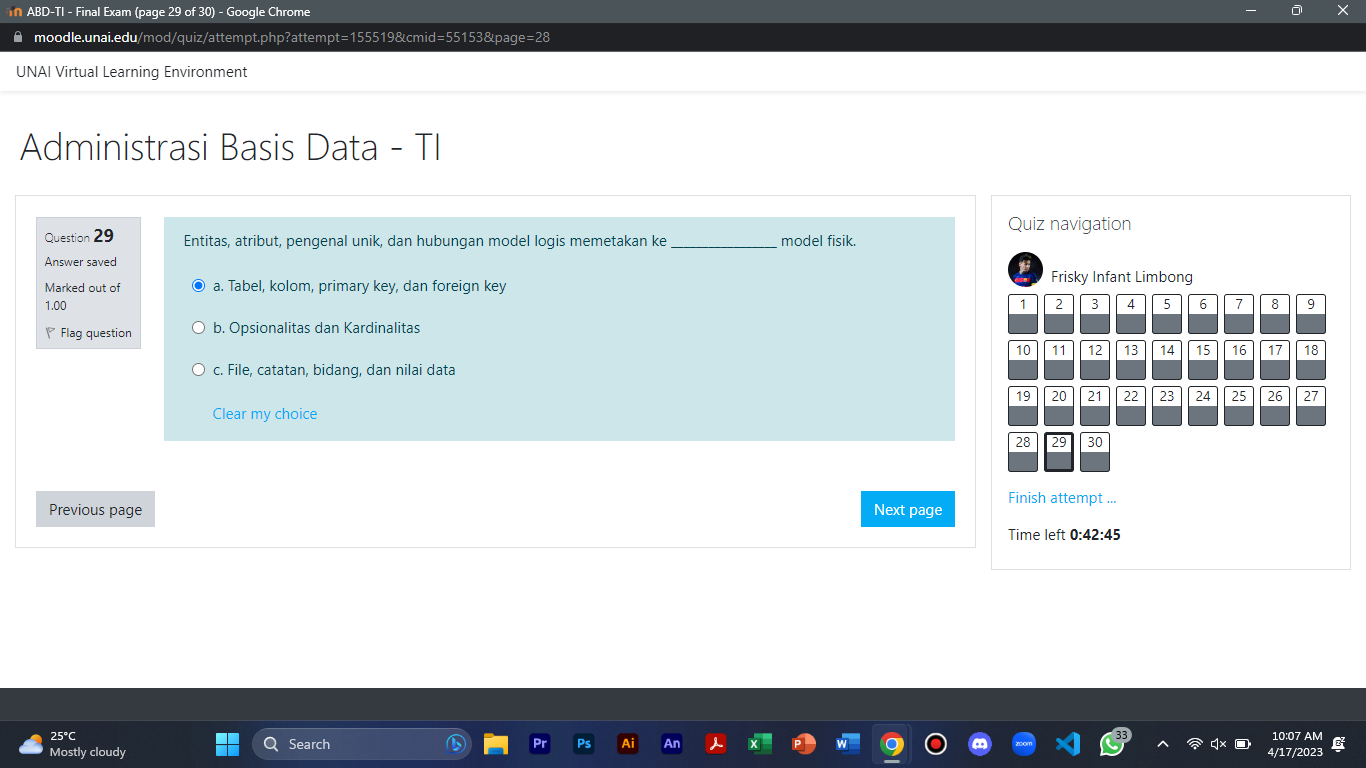 ABD-TI - Final Exam (page 29 of 30) - Google Chrome
moodle.unai.edu/mod/quiz/attempt.php?attempt=155519&cmid=55153&page=28
UNAI Virtual Learning Environment
Administrasi Basis Data - TI
Question 29
Answer saved
Marked out of
1.00
Flag question
Entitas, atribut, pengenal unik, dan hubungan model logis memetakan ke ________________ model fisik.
a. Tabel, kolom, primary key, dan foreign key
b. Opsionalitas dan Kardinalitas
c. File, catatan, bidang, dan nilai data
Clear my choice
Previous page
Next page
Quiz navigation
Frisky Infant Limbong
1 2 3 4 5 6 7 8 9
10 11 12 13 14 15 16 17 18
19 20 21 22 23 24 25 26 27
28 29 30
Finish attempt ...
Time left 0:42:45
25°C
Mostly cloudy
Search
Pr
Ps
Ai
An
X
P
W
zoom
33
10:07 AM
4/17/2023